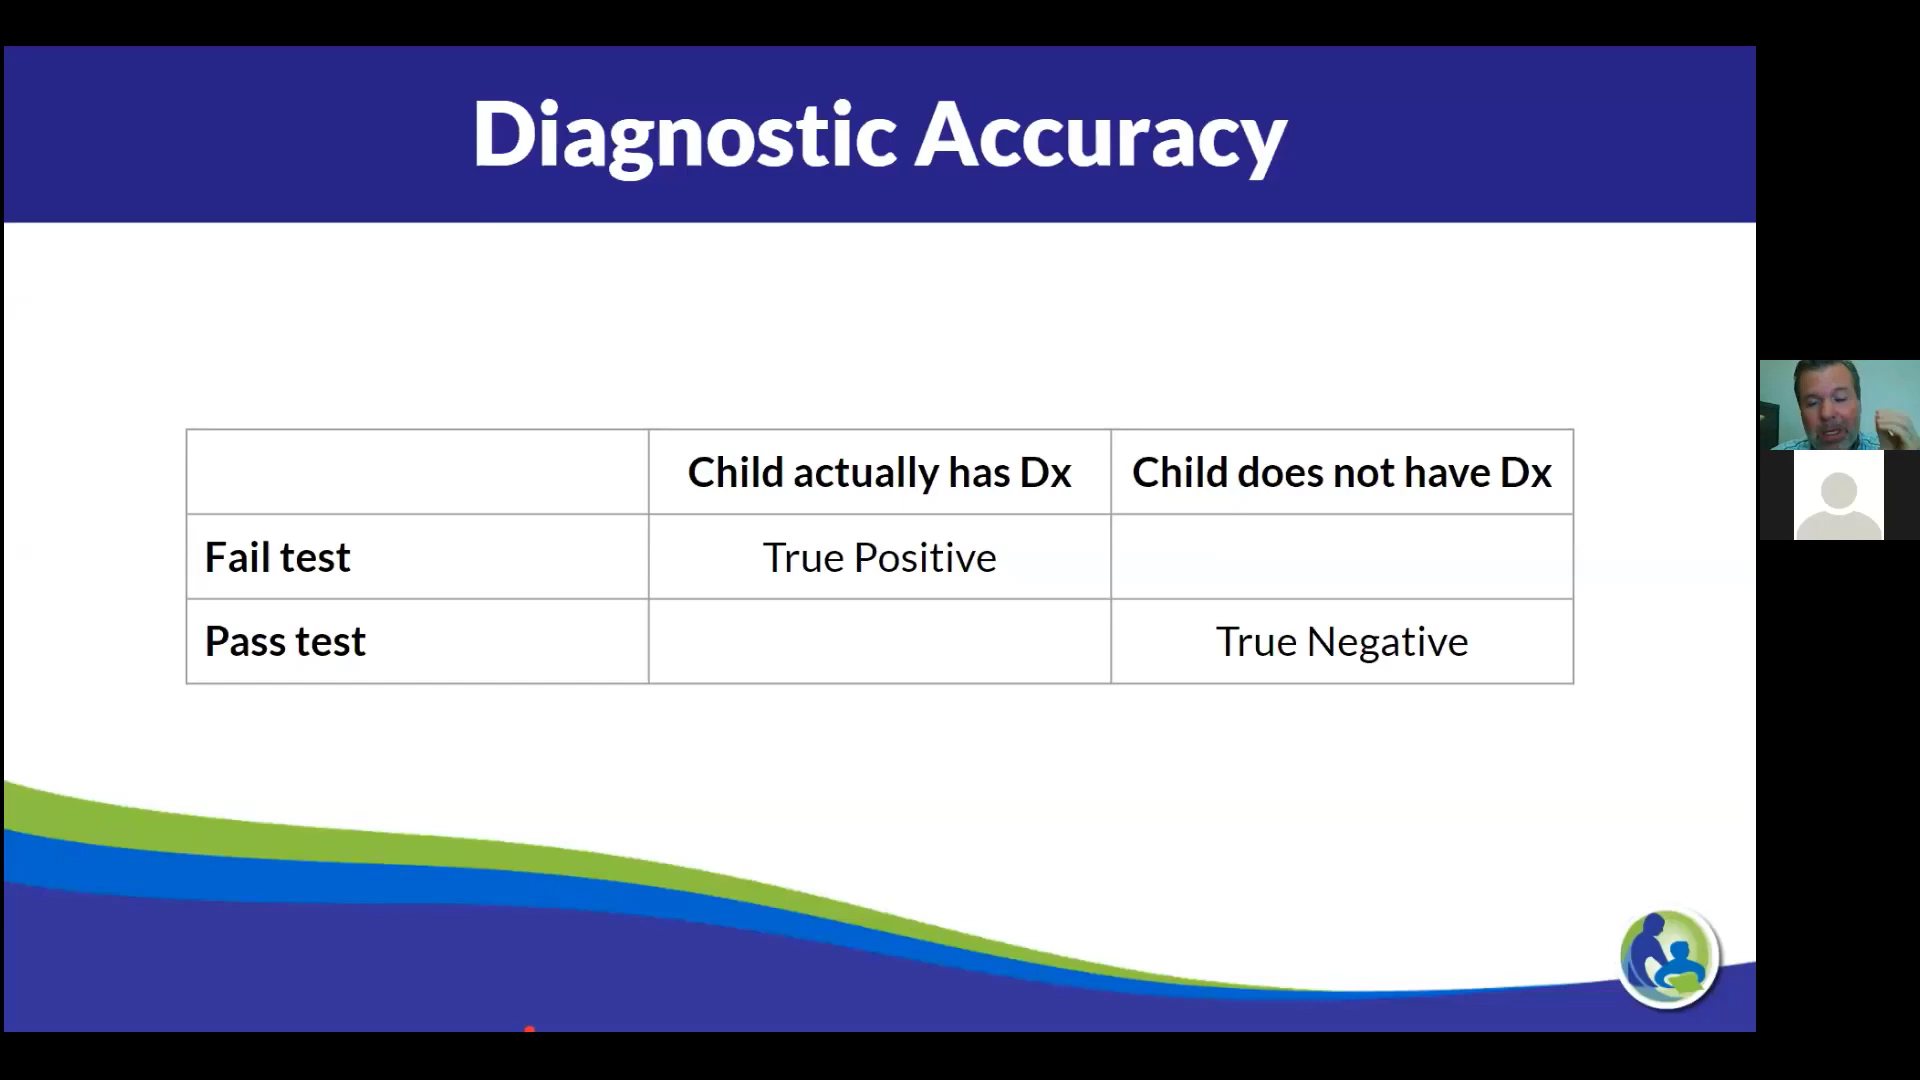 Diagnostic Accuracy
Child actually has Dx
Child does not have Dx
Fail test
True Positive
Pass test
True Negative